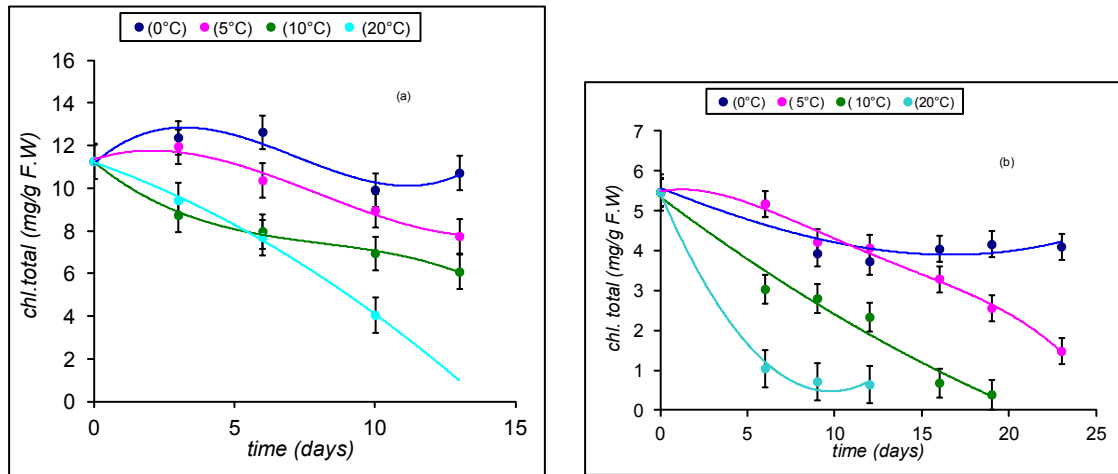 (0°C) (5°C) (10°C) (20°C)
(a)
chl.total (mg/g F.W)
16
14
12
10
8
6
4
2
0
0 5 10 15
time (days)
(0°C) ( 5°C) ( 10°C) (20°C)
(b)
chl. total (mg/g F.W)
7
6
5
4
3
2
1
0
0 5 10 15 20 25
time (days)